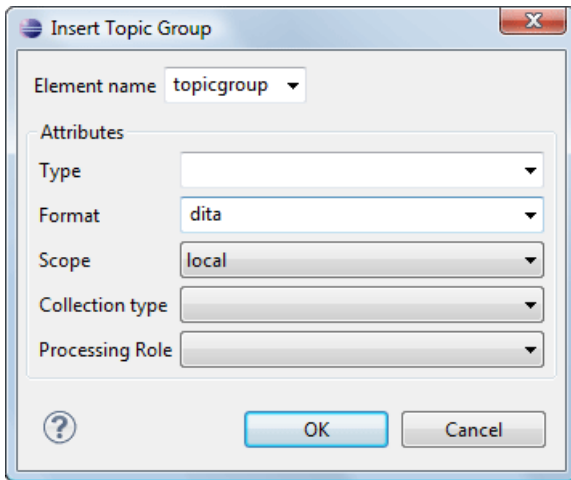 Insert Topic Group
Element name topicgroup
Attributes
Type
Format dita
Scope local
Collection type
Processing Role
? OK Cancel